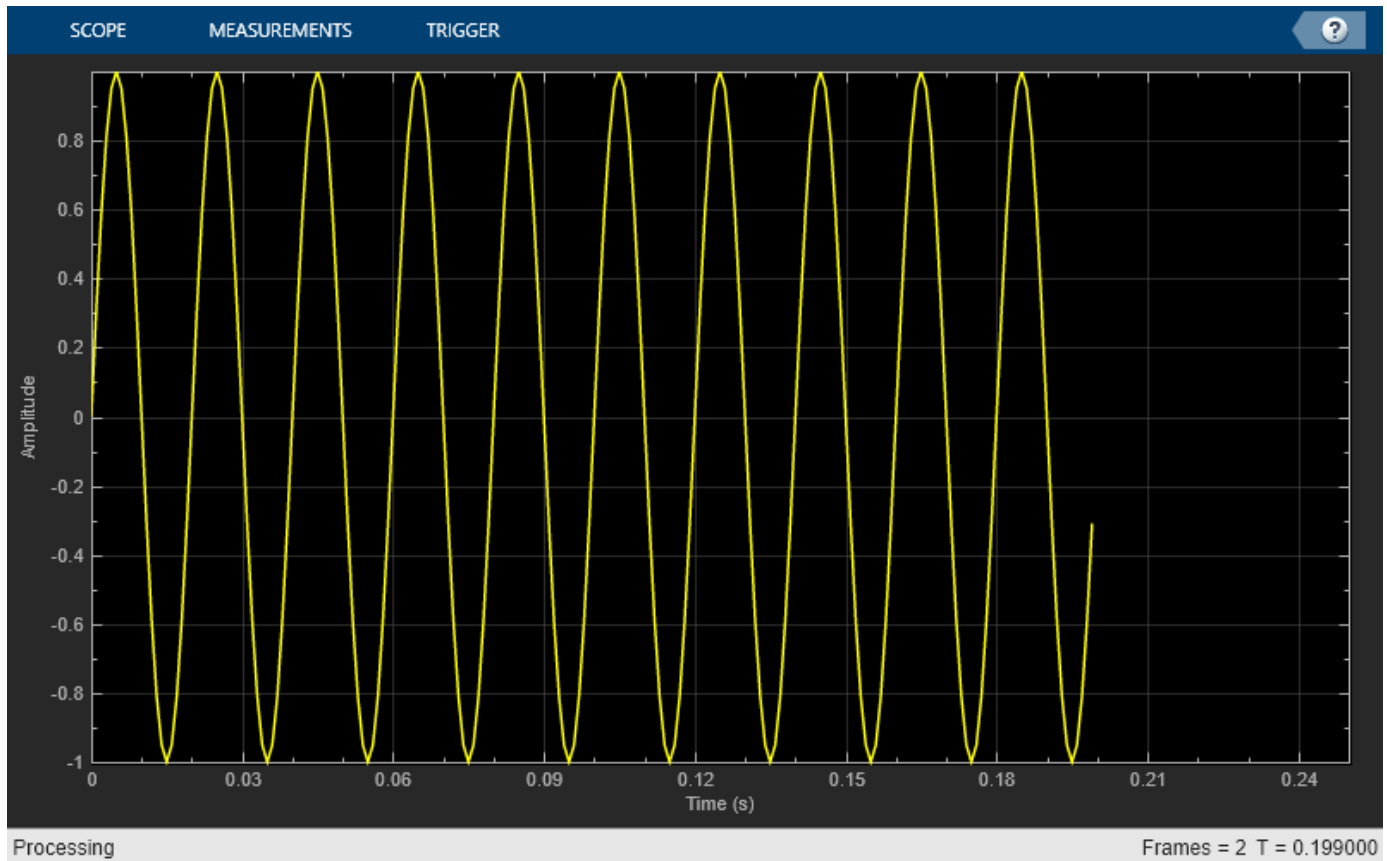 SCOPE MEASUREMENTS TRIGGER ?
0.8
0.6
0.4
0.2
0
-0.2
-0.4
-0.6
-0.8
-1
Amplitude
0 0.03 0.06 0.09 0.12 0.15 0.18 0.21 0.24
Time (s)
Processing Frames = 2 T = 0.199000